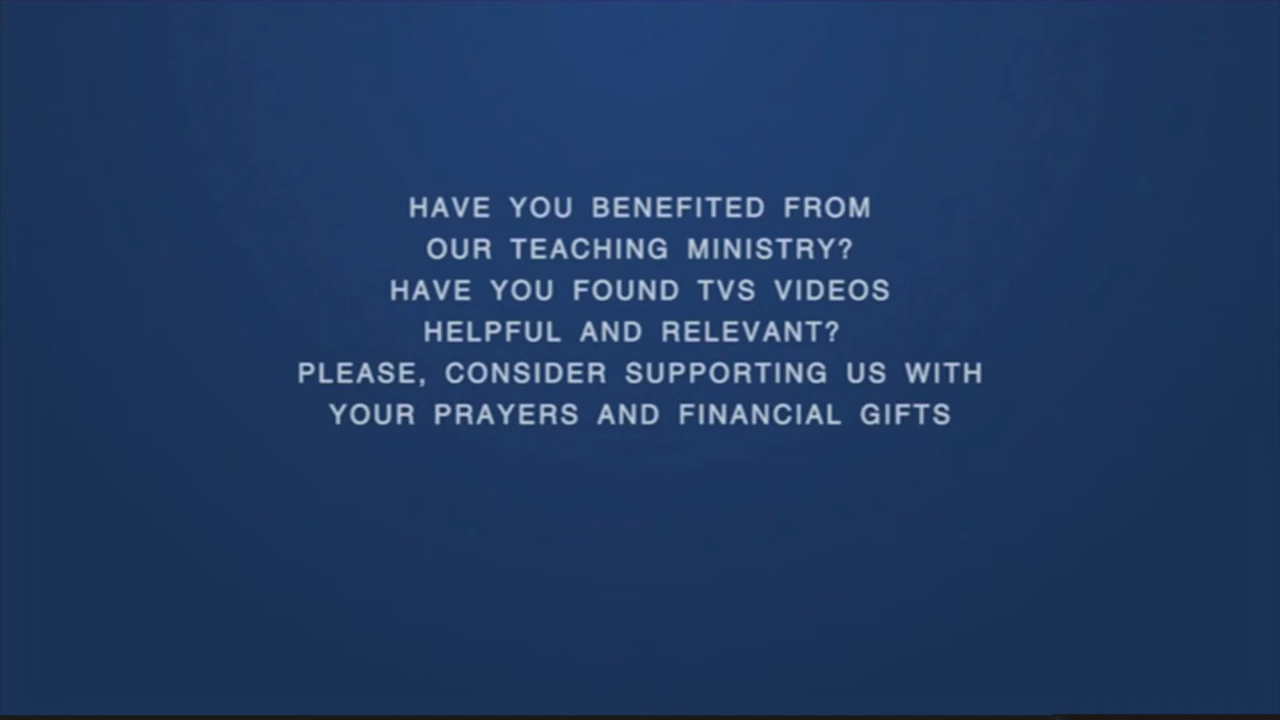 HAVE YOU BENEFITED FROM
OUR TEACHING MINISTRY?
HAVE YOU FOUND TVS VIDEOS
HELPFUL AND RELEVANT?
PLEASE, CONSIDER SUPPORTING US WITH
YOUR PRAYERS AND FINANCIAL GIFTS